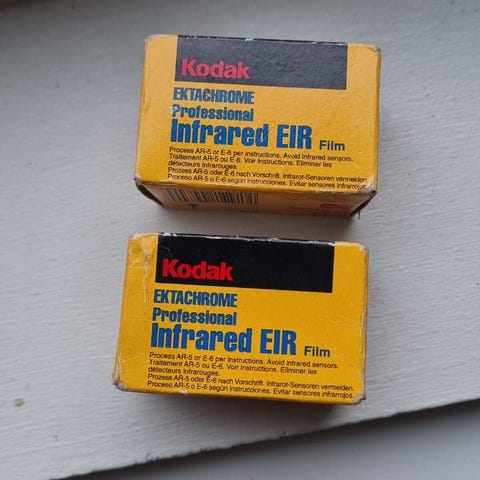 Kodak
EKTACHROME
Professional
Infrared EIR Film
Process AR-5 or E-6 per instructions. Avoid infrared sensors.
Traitement AR-5 ou E-6. Voir instructions. Eliminer les
détecteurs infrarouges.
Prozess AR-5 oder E-6 nach Vorschrift. Infrarot-Sensoren vermeiden.
Proceso AR-5 o E-6 según instrucciones. Evitar sensores infrarrojos.
Kodak
EKTACHROME
Professional
Infrared EIR Film
Process AR-5 or E-6 per instructions. Avoid infrared sensors.
Traitement AR-5 ou E-6. Voir instructions. Eliminer les
détecteurs infrarouges.
Prozess AR-5 oder E-6 nach Vorschrift. Infrarot-Sensoren vermeiden.
Proceso AR-5 o E-6 según instrucciones. Evitar sensores infrarrojos.